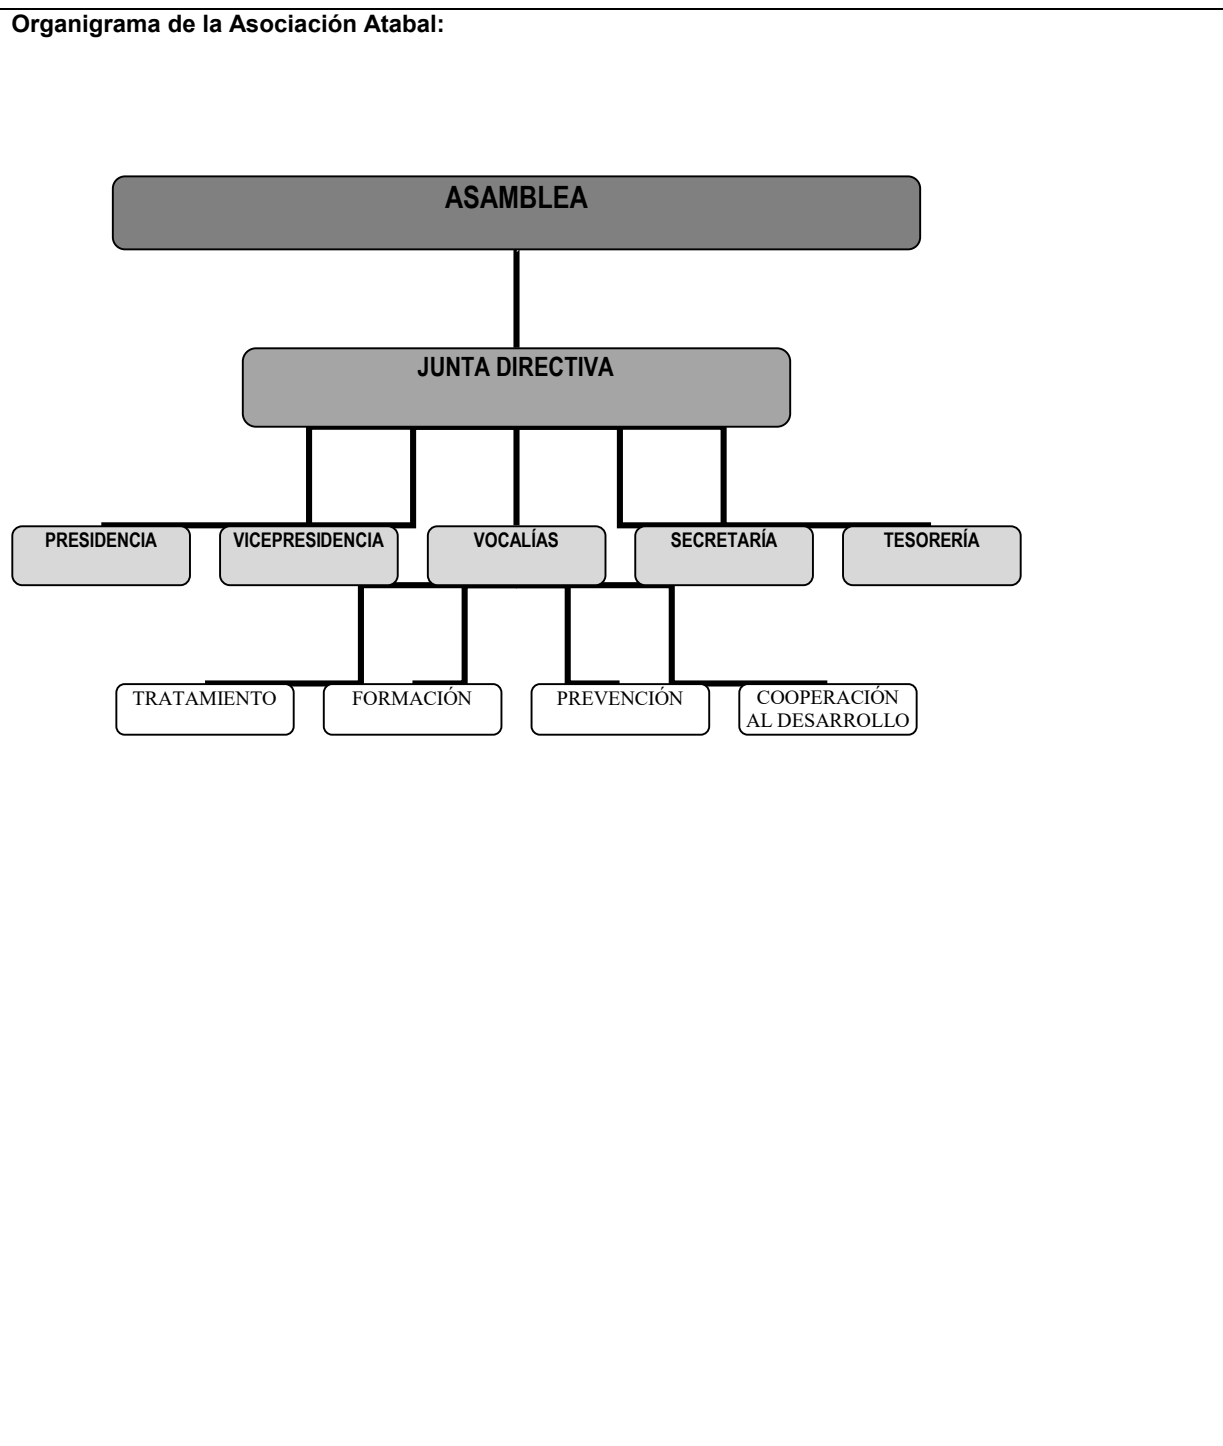 Organigrama de la Asociación Atabal:
ASAMBLEA
JUNTA DIRECTIVA
PRESIDENCIA
VICEPRESIDENCIA
VOCALÍAS
SECRETARÍA
TESORERÍA
TRATAMIENTO
FORMACIÓN
PREVENCIÓN
COOPERACIÓN
AL DESARROLLO